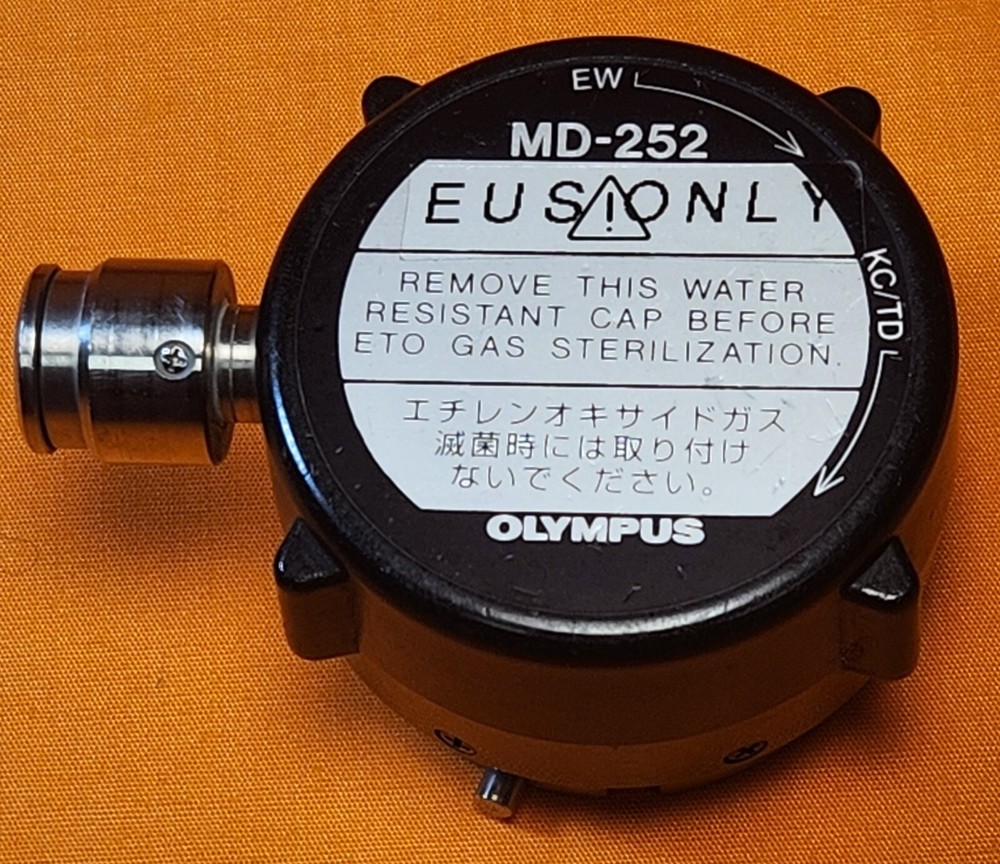 EW
MD-252
EUS ONLY
REMOVE THIS WATER
RESISTANT CAP BEFORE
ETO GAS STERILIZATION.
KC/TD
エチレンオキサイドガス
滅菌時には取り付け
ないでください。
OLYMPUS